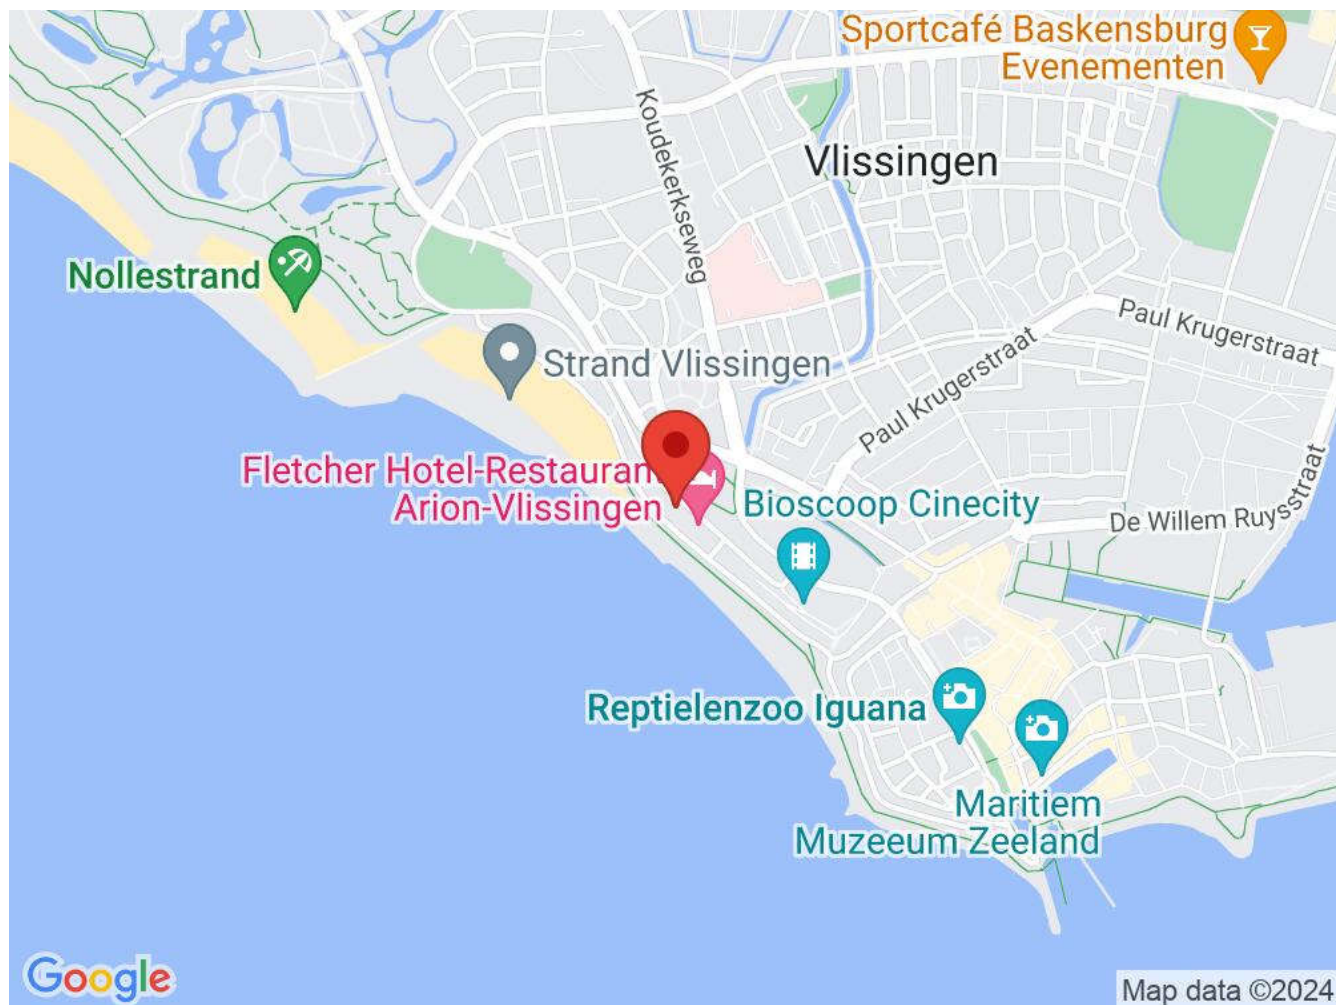 Sportcafé Baskensburg
Evenementen
Koudekerkseweg
Vlissingen
Nollestrand
Paul Krugerstraat
Strand Vlissingen
Paul Krugerstraat
Fletcher Hotel-Restaurant
Arion-Vlissingen
Bioscoop Cinecity
De Willem Ruysstraat
Reptielenzoo Iguana
Maritiem
Muzeeum Zeeland
Google
Map data ©2024